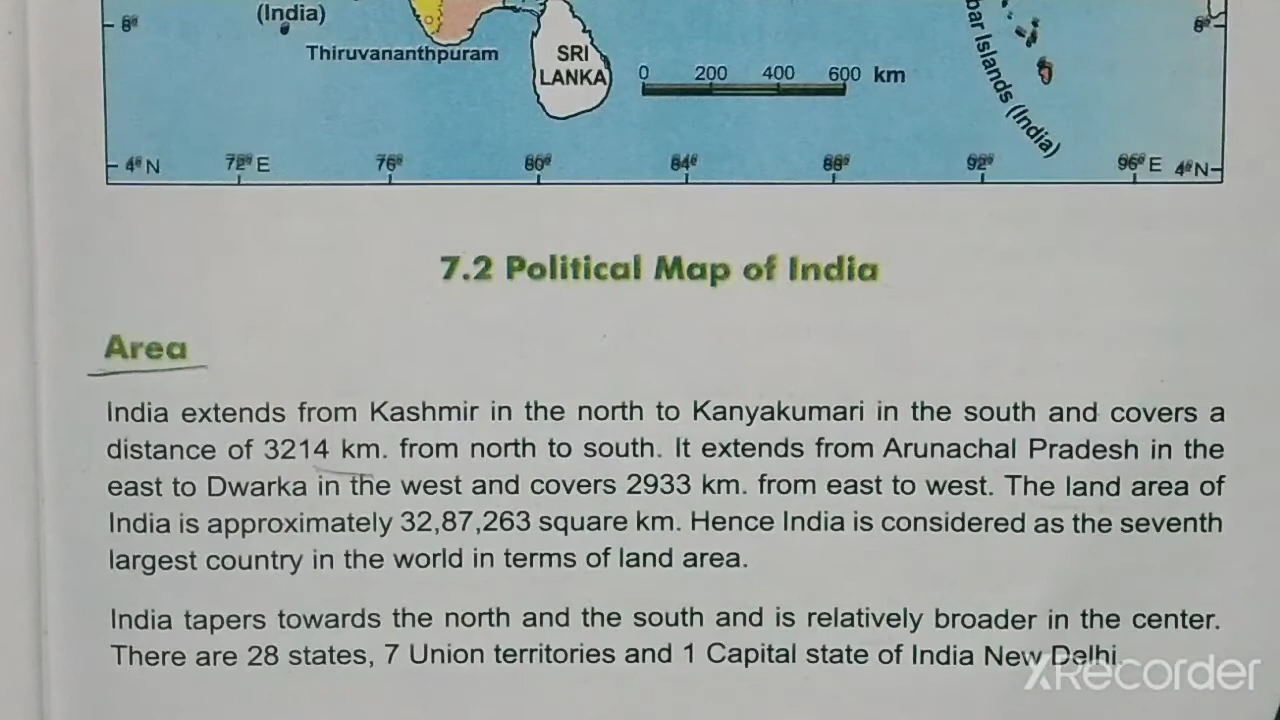 8°
(India)
Thiruvananthpuram
SRI
LANKA
0 200 400 600 km
bar Islands (India)
8°
4° N 72° E 76° 80° 84° 88° 92° 96° E 4° N
7.2 Political Map of India
Area
India extends from Kashmir in the north to Kanyakumari in the south and covers a
distance of 3214 km. from north to south. It extends from Arunachal Pradesh in the
east to Dwarka in the west and covers 2933 km. from east to west. The land area of
India is approximately 32,87,263 square km. Hence India is considered as the seventh
largest country in the world in terms of land area.
India tapers towards the north and the south and is relatively broader in the center.
There are 28 states, 7 Union territories and 1 Capital state of India New Delhi.
XRecorder